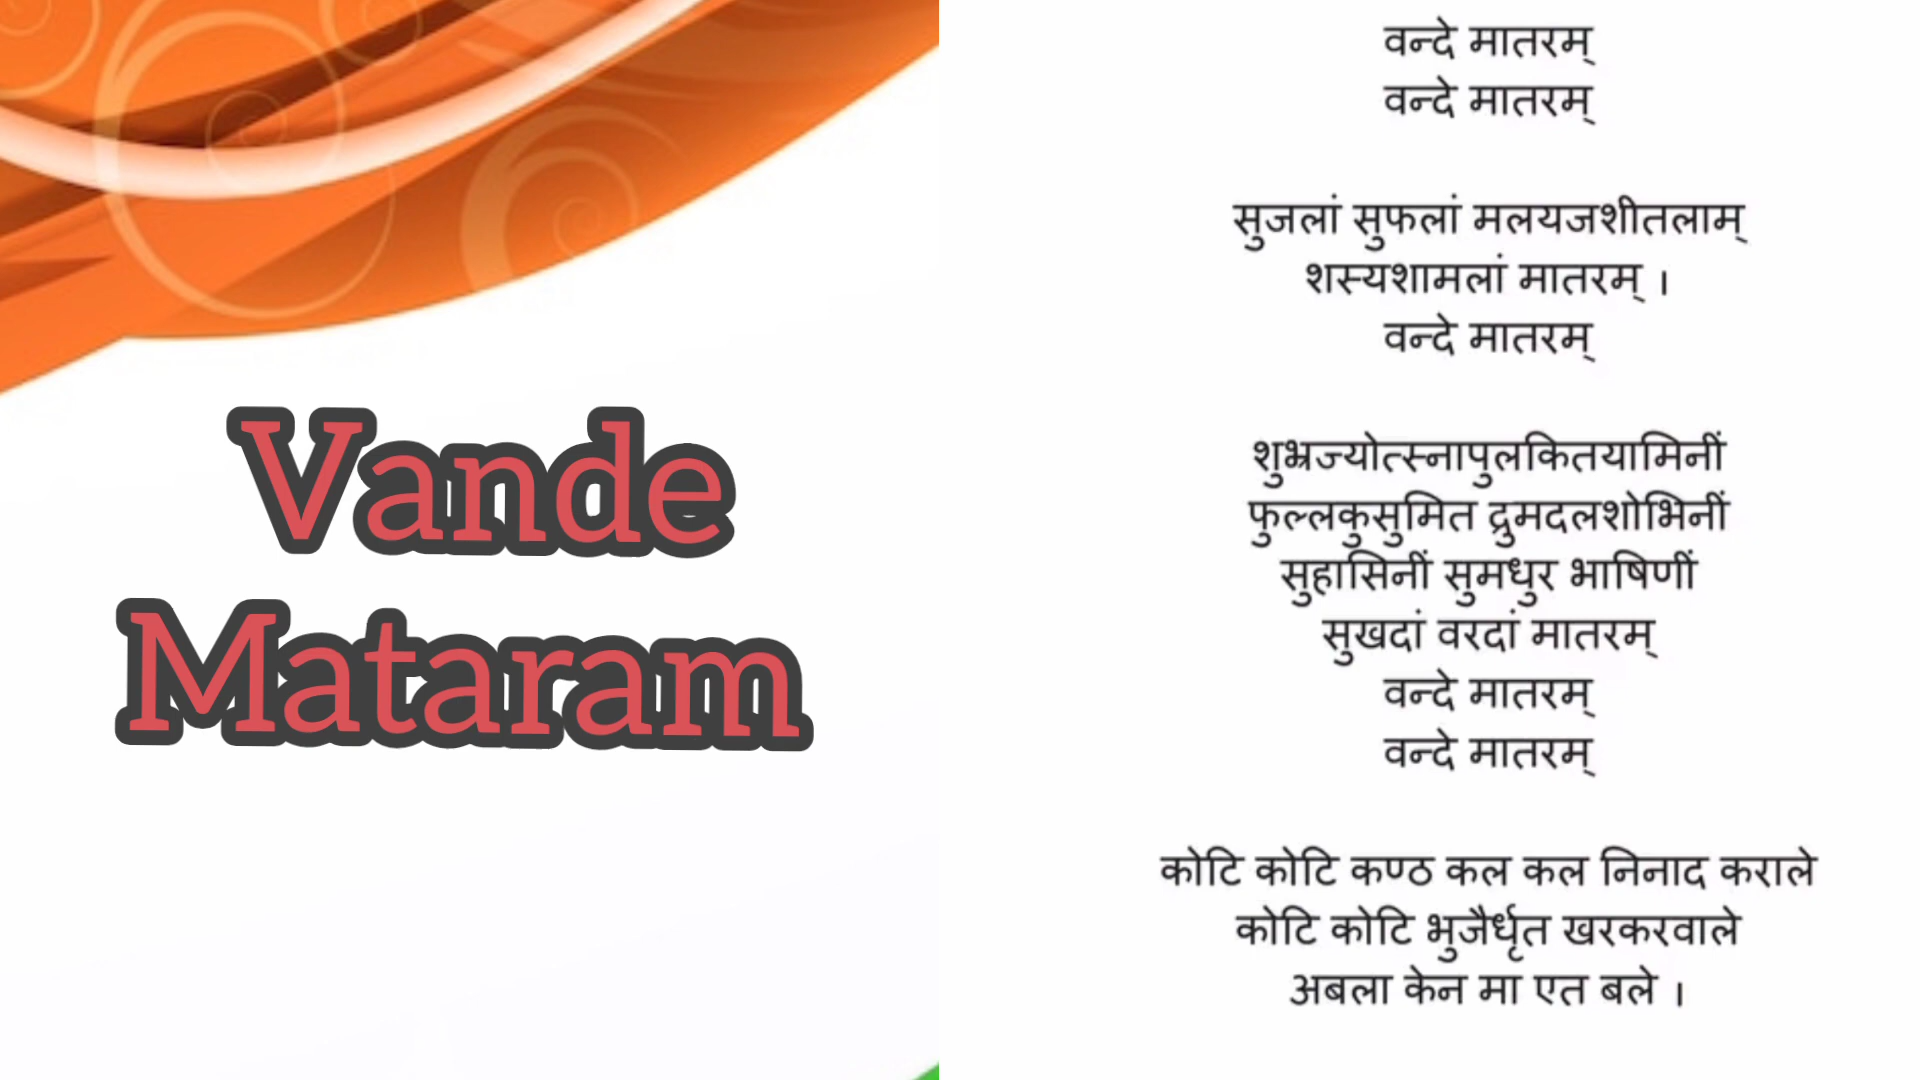 Vande
Mataram
वन्दे मातरम्
वन्दे मातरम्
सुजलां सुफलां मलयजशीतलाम्
शस्यशामलां मातरम् ।
वन्दे मातरम्
शुभ्रज्योत्स्नापुलकितयामिनीं
फुल्लकुसुमित द्रुमदलशोभिनीं
सुहासिनीं सुमधुर भाषिणीं
सुखदां वरदां मातरम्
वन्दे मातरम्
वन्दे मातरम्
कोटि कोटि कण्ठ कल कल निनाद कराले
कोटि कोटि भुजैर्धृत खरकरवाले
अबला केन मा एत बले ।